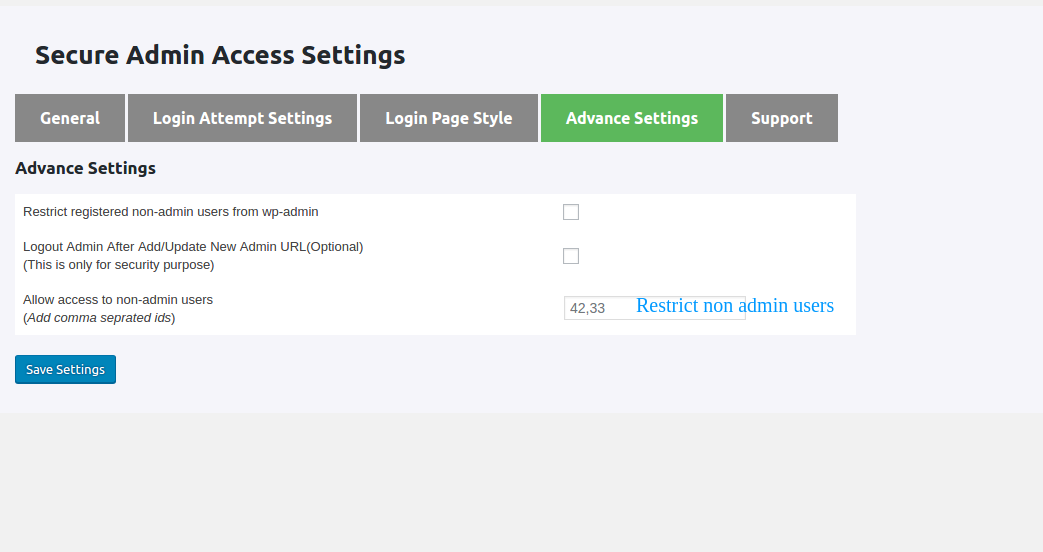 Secure Admin Access Settings
General Login Attempt Settings Login Page Style Advance Settings Support
Advance Settings
Restrict registered non-admin users from wp-admin
Logout Admin After Add/Update New Admin URL(Optional)
(This is only for security purpose)
Allow access to non-admin users
(Add comma seprated ids)
42,33 Restrict non admin users
Save Settings